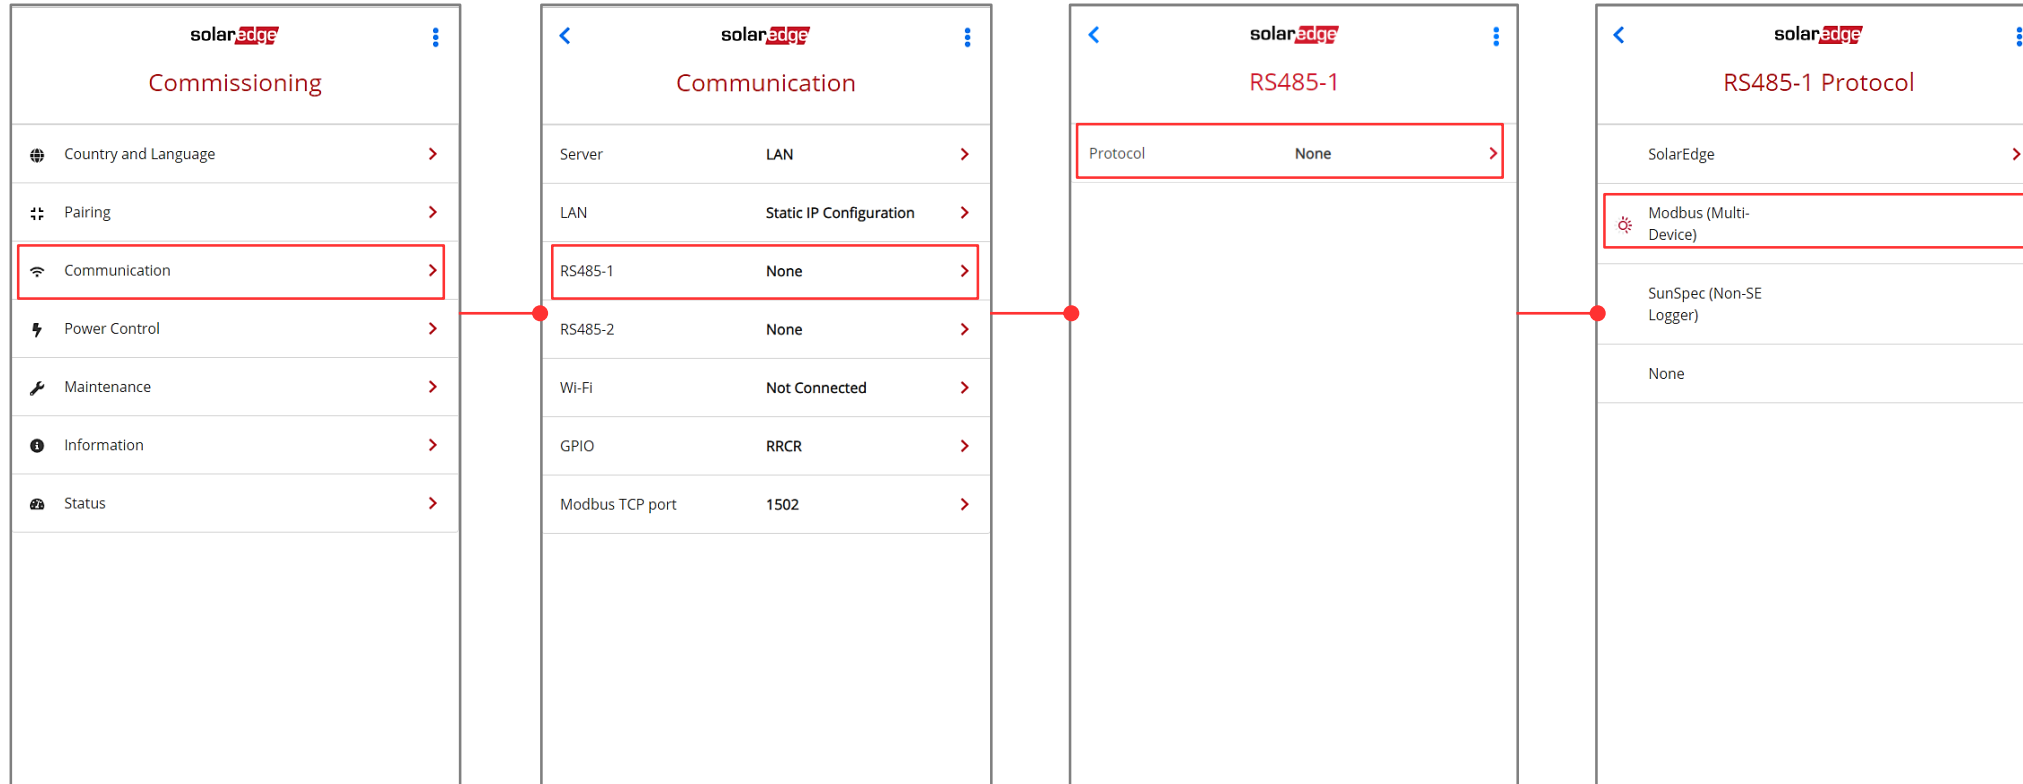 solaredge
Commissioning
Country and Language
Pairing
Communication
Power Control
Maintenance
Information
Status
solaredge
Communication
Server LAN
LAN Static IP Configuration
RS485-1 None
RS485-2 None
Wi-Fi Not Connected
GPIO RRCR
Modbus TCP port 1502
solaredge
RS485-1
Protocol None
solaredge
RS485-1 Protocol
SolarEdge
Modbus (Multi-
Device)
SunSpec (Non-SE
Logger)
None